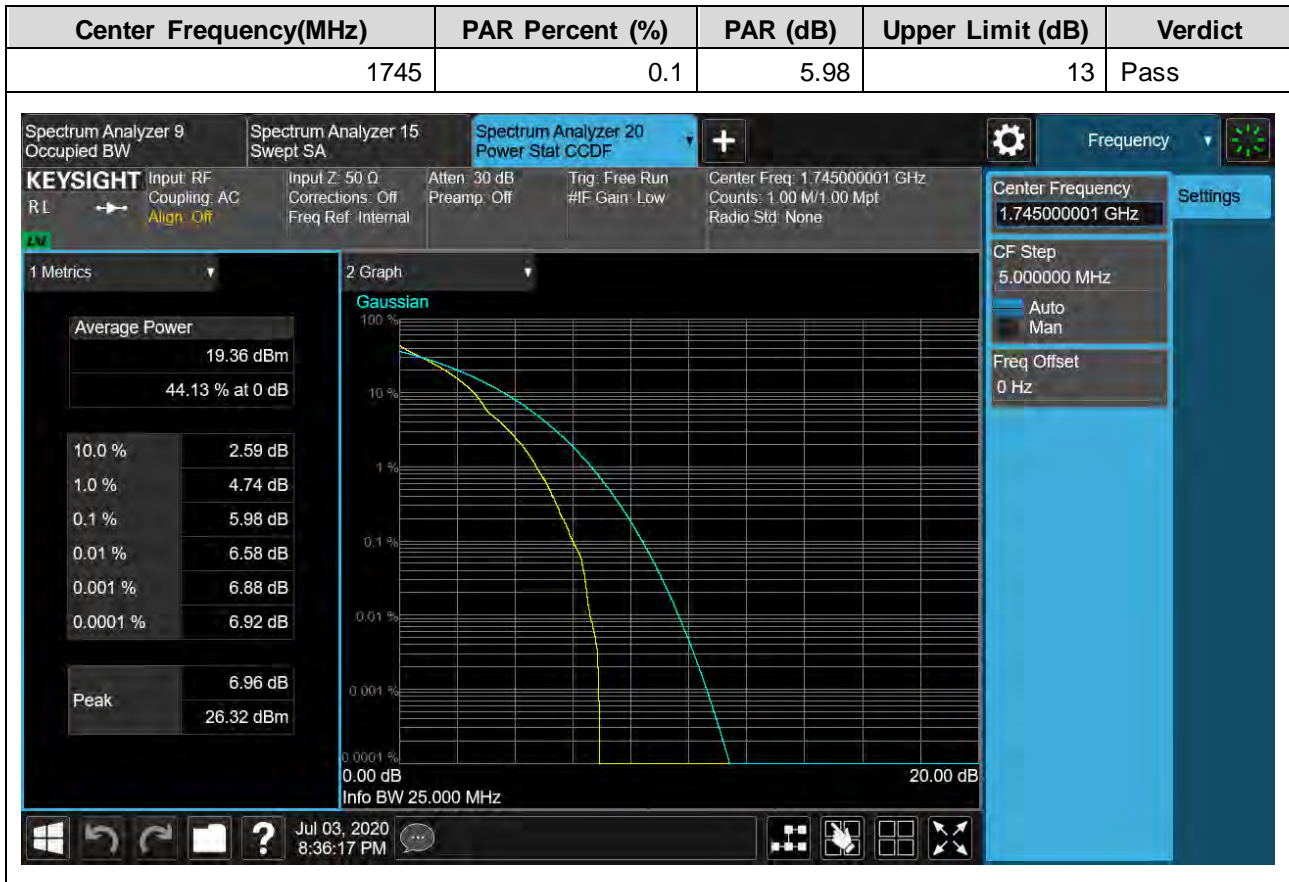 Center Frequency(MHz) PAR Percent (%) PAR (dB) Upper Limit (dB) Verdict
1745 0.1 5.98 13 Pass
Spectrum Analyzer 9 Spectrum Analyzer 15 Spectrum Analyzer 20 Frequency
Occupied BW Swept SA Power Stat CCDF
KEYSIGHT Input: RF Input Z: 50 Ω Atten: 30 dB Trig: Free Run Center Freq: 1.745000001 GHz
RL Coupling: AC Corrections: Off Preamp: Off #IF Gain: Low Counts: 1.00 M/1.00 Mpt
Align: Off Freq Ref: Internal Radio Std: None
LNI
Center Frequency Settings
1.745000001 GHz
CF Step
5.000000 MHz
Auto
Man
Freq Offset
0 Hz
1 Metrics
Average Power
19.36 dBm
44.13 % at 0 dB
10.0 % 2.59 dB
1.0 % 4.74 dB
0.1 % 5.98 dB
0.01 % 6.58 dB
0.001 % 6.88 dB
0.0001 % 6.92 dB
Peak 6.96 dB
26.32 dBm
2 Graph
Gaussian
100 %
10 %
1 %
0.1 %
0.01 %
0.001 %
0.0001 %
0.00 dB 20.00 dB
Info BW 25.000 MHz
? Jul 03, 2020
8:36:17 PM